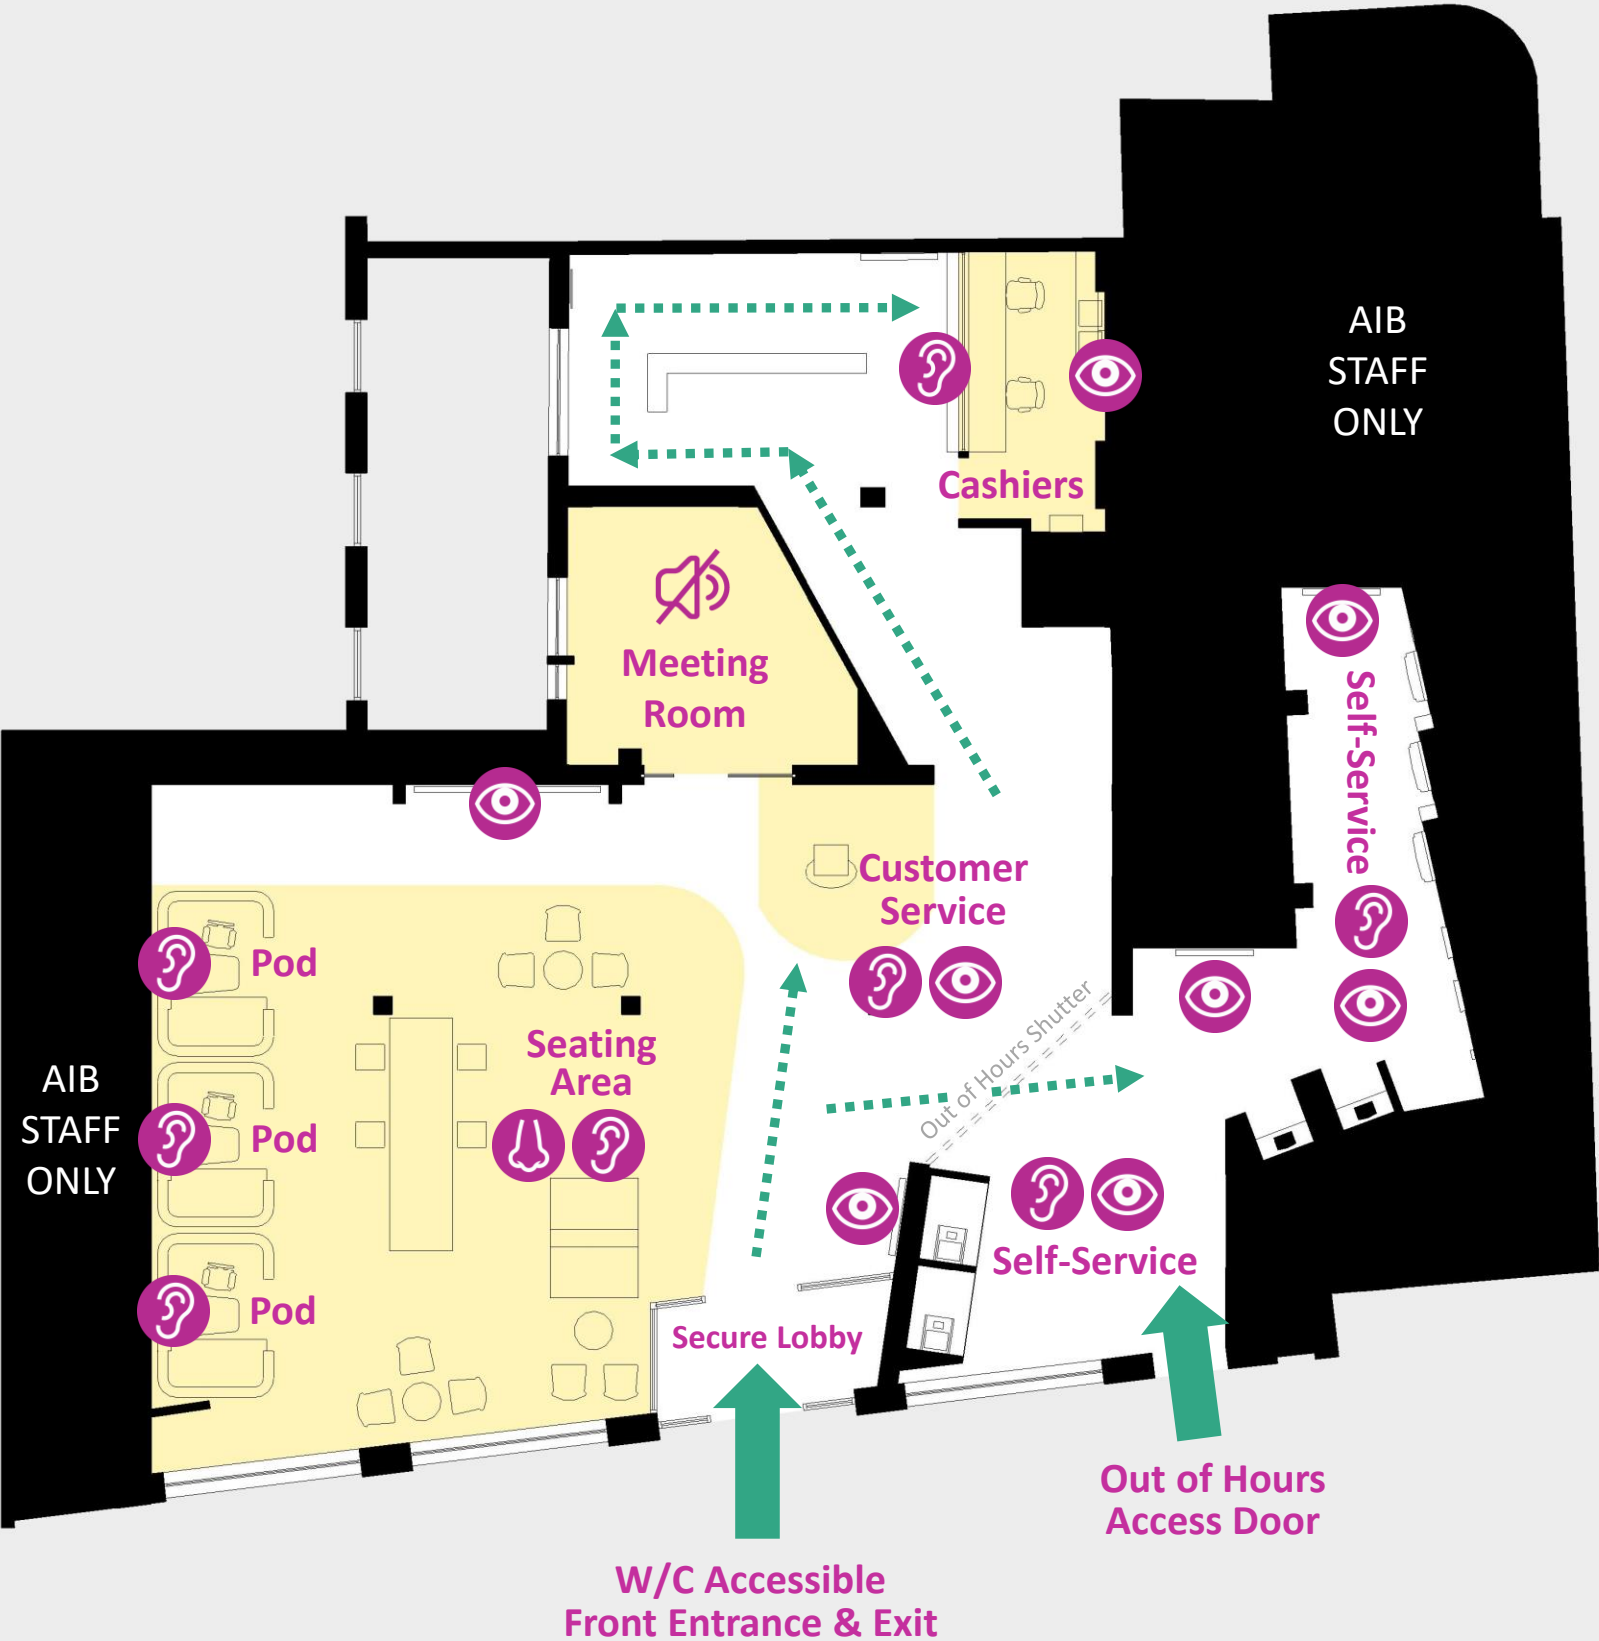 AIB
STAFF
ONLY
Cashiers
Meeting
Room
Self-Service
Customer
Service
Pod
Seating
Area
Out of Hours Shutter
AIB
STAFF
ONLY
Pod
Self-Service
Pod
Secure Lobby
Out of Hours
Access Door
W/C Accessible
Front Entrance & Exit